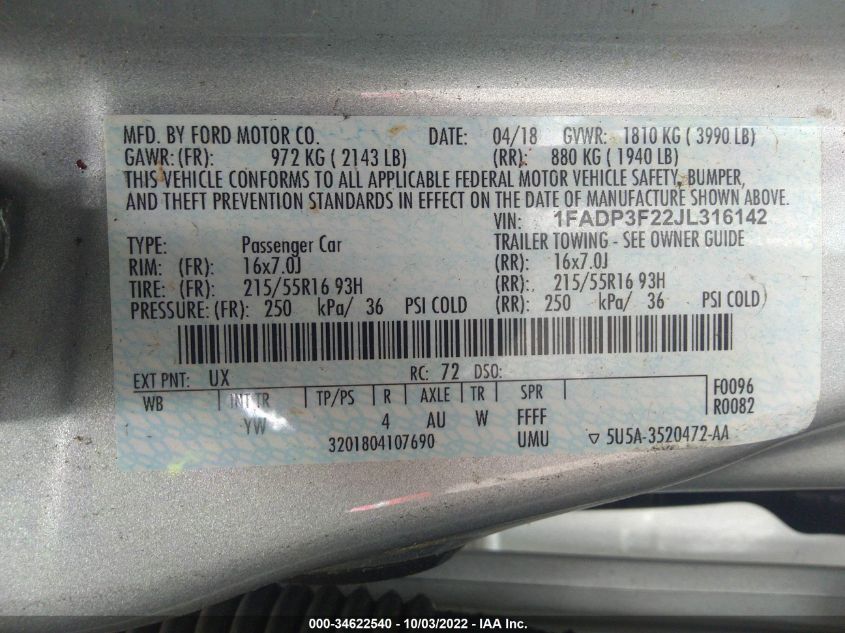 MFD. BY FORD MOTOR CO. DATE: 04/18 GVWR: 1810 KG ( 3990 LB)
GAWR: (FR): 972 KG ( 2143 LB) (RR): 880 KG ( 1940 LB)
THIS VEHICLE CONFORMS TO ALL APPLICABLE FEDERAL MOTOR VEHICLE SAFETY, BUMPER,
AND THEFT PREVENTION STANDARDS IN EFFECT ON THE DATE OF MANUFACTURE SHOWN ABOVE.
VIN: 1FADP3F22JL316142
TYPE: Passenger Car TRAILER TOWING - SEE OWNER GUIDE
RIM: (FR): 16x7.0J (RR): 16x7.0J
TIRE: (FR): 215/55R16 93H (RR): 215/55R16 93H
PRESSURE: (FR): 250 kPa/ 36 PSI COLD (RR): 250 kPa/ 36 PSI COLD
EXT PNT: UX RC: 72 DSO:
WB INT TR TP/PS R AXLE TR SPR F0096
YW 4 AU W FFFF R0082
3201804107690 UMU ▽ 5U5A-3520472-AA
000-34622540 - 10/03/2022 - IAA Inc.